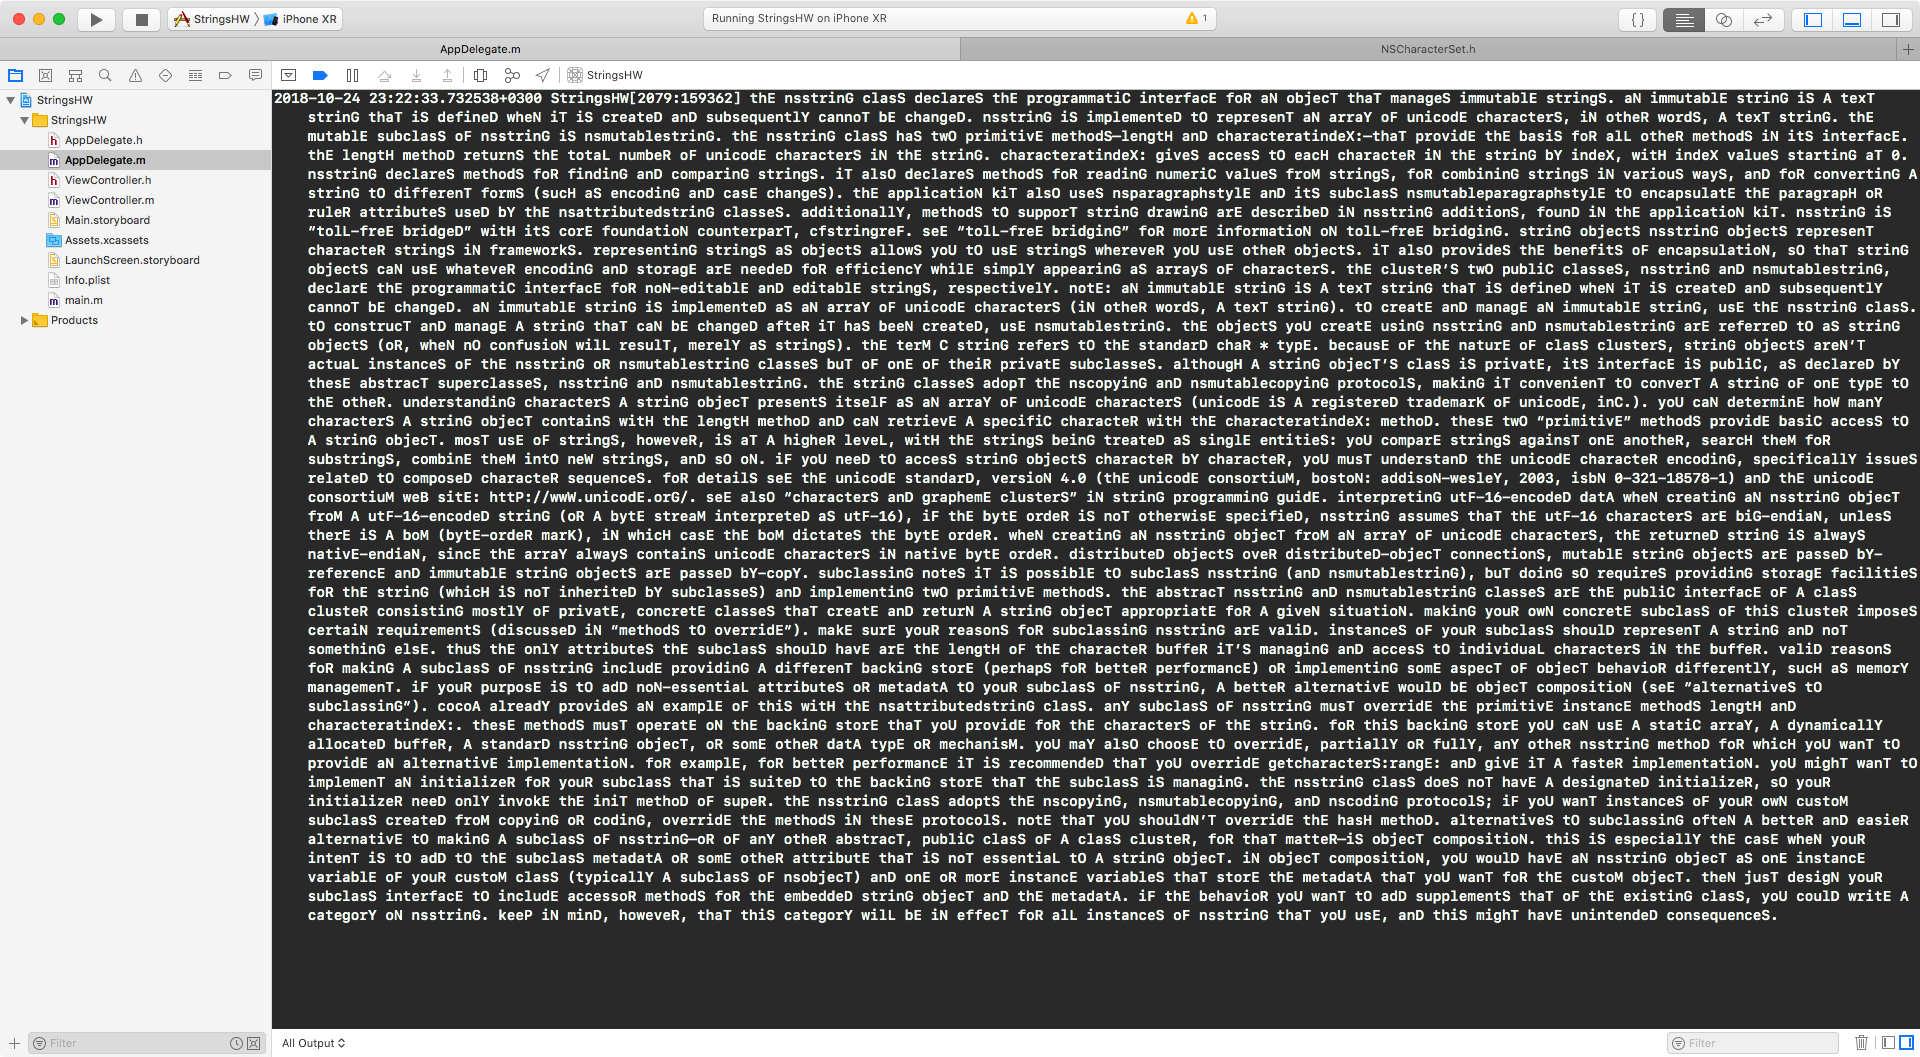 StringsHW
iPhone XR
Running StringsHW on iPhone XR
1
{ }
AppDelegate.m
NSCharacterSet.h
StringsHW
StringsHW
StringsHW
AppDelegate.h
AppDelegate.m
ViewController.h
ViewController.m
Main.storyboard
Assets.xcassets
LaunchScreen.storyboard
Info.plist
main.m
Products
2018-10-24 23:22:33.732538+0300 StringsHW[2079:159362] thE nsstrinG clasS declareS thE programmatiC interfacE foR aN objecT thaT manageS immutablE stringS. aN immutablE strinG iS A texT
strinG thaT iS defineD wheN iT iS createD anD subsequentlY cannoT bE changeD. nsstrinG iS implementeD tO represenT aN arraY oF unicodE characterS, iN otheR wordS, A texT strinG. thE
mutablE subclasS oF nsstrinG iS nsmutablestrinG. thE nsstrinG clasS haS twO primitivE methodS—lengtH anD characteratindeX:—thaT providE thE basiS foR alL otheR methodS iN itS interfacE.
thE lengtH methoD returnS thE totaL numbeR oF unicodE characterS iN thE strinG. characteratindeX: giveS accesS tO eacH characteR iN thE strinG bY indeX, witH indeX valueS startinG aT 0.
nsstrinG declareS methodS foR findinG anD comparinG stringS. iT alsO declareS methodS foR readinG numeriC valueS froM stringS, foR combininG stringS iN variouS wayS, anD foR convertinG A
strinG tO differenT formS (sucH aS encodinG anD casE changeS). thE applicatioN kiT alsO useS nsparagraphstylE anD itS subclasS nsmutableparagraphstylE tO encapsulatE thE paragrapH oR
ruleR attributeS useD bY thE nsattributedstrinG classeS. additionallY, methodS tO supporT strinG drawinG arE describeD iN nsstrinG additionS, founD iN thE applicatioN kiT. nsstrinG iS
“tolL-freE bridgeD” witH itS corE foundatioN counterparT, cfstringreF. seE “tolL-freE bridginG” foR morE informatioN oN tolL-freE bridginG. strinG objectS nsstrinG objectS represenT
characteR stringS iN frameworkS. representinG stringS aS objectS allowS yoU tO usE stringS whereveR yoU usE otheR objectS. iT alsO provideS thE benefitS oF encapsulatioN, sO thaT strinG
objectS caN usE whateveR encodinG anD storagE arE needeD foR efficiencY whilE simplY appearinG aS arrayS oF characterS. thE clusteR’S twO publiC classeS, nsstrinG anD nsmutablestrinG,
declarE thE programmatiC interfacE foR noN-editablE anD editablE stringS, respectivelY. notE: aN immutablE strinG iS A texT strinG thaT iS defineD wheN iT iS createD anD subsequentlY
cannoT bE changeD. aN immutablE strinG iS implementeD aS aN arraY oF unicodE characterS (iN otheR wordS, A texT strinG). tO creatE anD managE aN immutablE strinG, usE thE nsstrinG clasS.
tO construcT anD managE A strinG thaT caN bE changeD afteR iT haS beeN createD, usE nsmutablestrinG. thE objectS yoU creatE usinG nsstrinG anD nsmutablestrinG arE referreD tO aS strinG
objectS (oR, wheN nO confusioN wilL resulT, merelY aS stringS). thE terM C strinG referS tO thE standarD chaR * typE. becausE oF thE naturE oF clasS clusterS, strinG objectS areN’T
actuaL instanceS oF thE nsstrinG oR nsmutablestrinG classeS buT oF onE oF theiR privatE subclasseS. althougH A strinG objecT’S clasS iS privatE, itS interfacE iS publiC, aS declareD bY
thesE abstracT superclasseS, nsstrinG anD nsmutablestrinG. thE strinG classeS adopT thE nscopyinG anD nsmutablecopyinG protocolS, makinG iT convenienT tO converT A strinG oF onE typE tO
thE otheR. understandinG characterS A strinG objecT presentS itselF aS aN arraY oF unicodE characterS (unicodE iS A registereD trademarK oF unicodE, inC.). yoU caN determinE hoW manY
characterS A strinG objecT containS witH thE lengtH methoD anD caN retrievE A specifiC characteR witH thE characteratindeX: methoD. thesE twO “primitivE” methodS providE basiC accesS tO
A strinG objecT. mosT usE oF stringS, howeveR, iS aT A higheR leveL, witH thE stringS beinG treateD aS singlE entitieS: yoU comparE stringS againsT onE anotheR, searcH theM foR
substringS, combinE theM intO neW stringS, anD sO oN. iF yoU neeD tO accesS strinG objectS characteR bY characteR, yoU musT understanD thE unicodE characteR encodinG, specificallY issueS
relateD tO composeD characteR sequenceS. foR detailS seE thE unicodE standarD, versioN 4.0 (thE unicodE consortiuM, bostoN: addisoN-wesleY, 2003, isbN 0-321-18578-1) anD thE unicodE
consortiuM weB sitE: httP://wwW.unicodE.orG/. seE alsO “characterS anD graphemE clusterS” iN strinG programminG guidE. interpretinG utF-16-encodeD datA wheN creatinG aN nsstrinG objecT
froM A utF-16-encodeD strinG (oR A bytE streaM interpreteD aS utF-16), iF thE bytE ordeR iS noT otherwisE specifieD, nsstrinG assumeS thaT thE utF-16 characterS arE biG-endiaN, unlesS
therE iS A boM (bytE-ordeR marK), iN whicH casE thE boM dictateS thE bytE ordeR. wheN creatinG aN nsstrinG objecT froM aN arraY oF unicodE characterS, thE returneD strinG iS alwayS
nativE-endiaN, sincE thE arraY alwayS containS unicodE characterS iN nativE bytE ordeR. distributeD objectS oveR distributeD-objecT connectionS, mutablE strinG objectS arE passeD bY-
referencE anD immutablE strinG objectS arE passeD bY-copY. subclassinG noteS iT iS possiblE tO subclasS nsstrinG (anD nsmutablestrinG), buT doinG sO requireS providinG storagE facilitieS
foR thE strinG (whicH iS noT inheriteD bY subclasseS) anD implementinG twO primitivE methodS. thE abstracT nsstrinG anD nsmutablestrinG classeS arE thE publiC interfacE oF A clasS
clusteR consistinG mostlY oF privatE, concretE classeS thaT creatE anD returN A strinG objecT appropriatE foR A giveN situatioN. makinG youR owN concretE subclasS oF thiS clusteR imposeS
certaiN requirementS (discusseD iN “methodS tO overridE”). makE surE youR reasonS foR subclassinG nsstrinG arE valiD. instanceS oF youR subclasS shoulD represenT A strinG anD noT
somethinG elsE. thuS thE onlY attributeS thE subclasS shoulD havE arE thE lengtH oF thE characteR buffeR iT’S managinG anD accesS tO individuaL characterS iN thE buffeR. valiD reasonS
foR makinG A subclasS oF nsstrinG includE providinG A differenT backinG storE (perhapS foR betteR performancE) oR implementinG somE aspecT oF objecT behavioR differentlY, sucH aS memorY
managemenT. iF youR purposE iS tO adD noN-essentiaL attributeS oR metadatA tO youR subclasS oF nsstrinG, A betteR alternativE woulD bE objecT compositioN (seE “alternativeS tO
subclassinG”). cocoA alreadY provideS aN examplE oF thiS witH thE nsattributedstrinG clasS. anY subclasS oF nsstrinG musT overridE thE primitivE instancE methodS lengtH anD
characteratindeX:. thesE methodS musT operatE oN thE backinG storE thaT yoU providE foR thE characterS oF thE strinG. foR thiS backinG storE yoU caN usE A statiC arraY, A dynamicallY
allocateD buffeR, A standarD nsstrinG objecT, oR somE otheR datA typE oR mechanisM. yoU maY alsO choosE tO overridE, partiallY oR fullY, anY otheR nsstrinG methoD foR whicH yoU wanT tO
providE aN alternativE implementatioN. foR examplE, foR betteR performancE iT iS recommendeD thaT yoU overridE getcharacterS:rangE: anD givE iT A fasteR implementatioN. yoU mighT wanT tO
implemenT aN initializeR foR youR subclasS thaT iS suiteD tO thE backinG storE thaT thE subclasS iS managinG. thE nsstrinG clasS doeS noT havE A designateD initializeR, sO youR
initializeR neeD onlY invokE thE iniT methoD oF supeR. thE nsstrinG clasS adoptS thE nscopyinG, nsmutablecopyinG, anD nscodinG protocolS; iF yoU wanT instanceS oF youR owN custoM
subclasS createD froM copyinG oR codinG, overridE thE methodS iN thesE protocolS. notE thaT yoU shouldN’T overridE thE hasH methoD. alternativeS tO subclassinG ofteN A betteR anD easieR
alternativE tO makinG A subclasS oF nsstrinG—oR oF anY otheR abstracT, publiC clasS oF A clasS clusteR, foR thaT matteR—iS objecT compositioN. thiS iS especiallY thE casE wheN youR
intenT iS tO adD tO thE subclasS metadatA oR somE otheR attributE thaT iS noT essentiaL tO A strinG objecT. iN objecT compositioN, yoU woulD havE aN nsstrinG objecT aS onE instancE
variablE oF youR custoM clasS (typicallY A subclasS oF nsobjecT) anD onE oR morE instancE variableS thaT storE thE metadatA thaT yoU wanT foR thE custoM objecT. theN jusT desigN youR
subclasS interfacE tO includE accessoR methodS foR thE embeddeD strinG objecT anD thE metadatA. iF thE behavioR yoU wanT tO adD supplementS thaT oF thE existinG clasS, yoU coulD writE A
categorY oN nsstrinG. keeP iN minD, howeveR, thaT thiS categorY wilL bE iN effecT foR alL instanceS oF nsstrinG thaT yoU usE, anD thiS mighT havE unintendeD consequenceS.
Filter
All Output
Filter